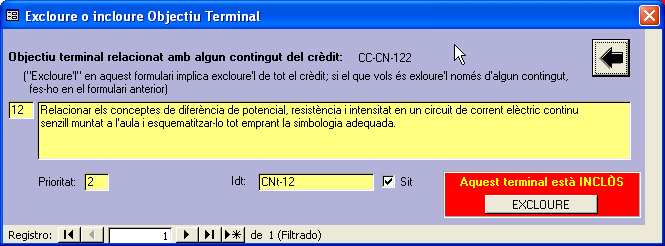 Excloure o incloure Objectiu Terminal
Objectiu terminal relacionat amb algun contingut del crèdit: CC-CN-122
("Excloure'l" en aquest formulari implica excloure'l de tot el crèdit; si el que vols és exloure'l només d'algun contingut,
fes-ho en el formulari anterior)
12 Relacionar els conceptes de diferència de potencial, resistència i intensitat en un circuit de corrent elèctric continu
senzill muntat a l'aula i esquematitzar-lo tot emprant la simbologia adequada.
Prioritat: 2 Idt: CNt-12 Sit
Aquest terminal està INCLÒS
EXCLOURE
Registro: 1 de 1 (Filtrado)